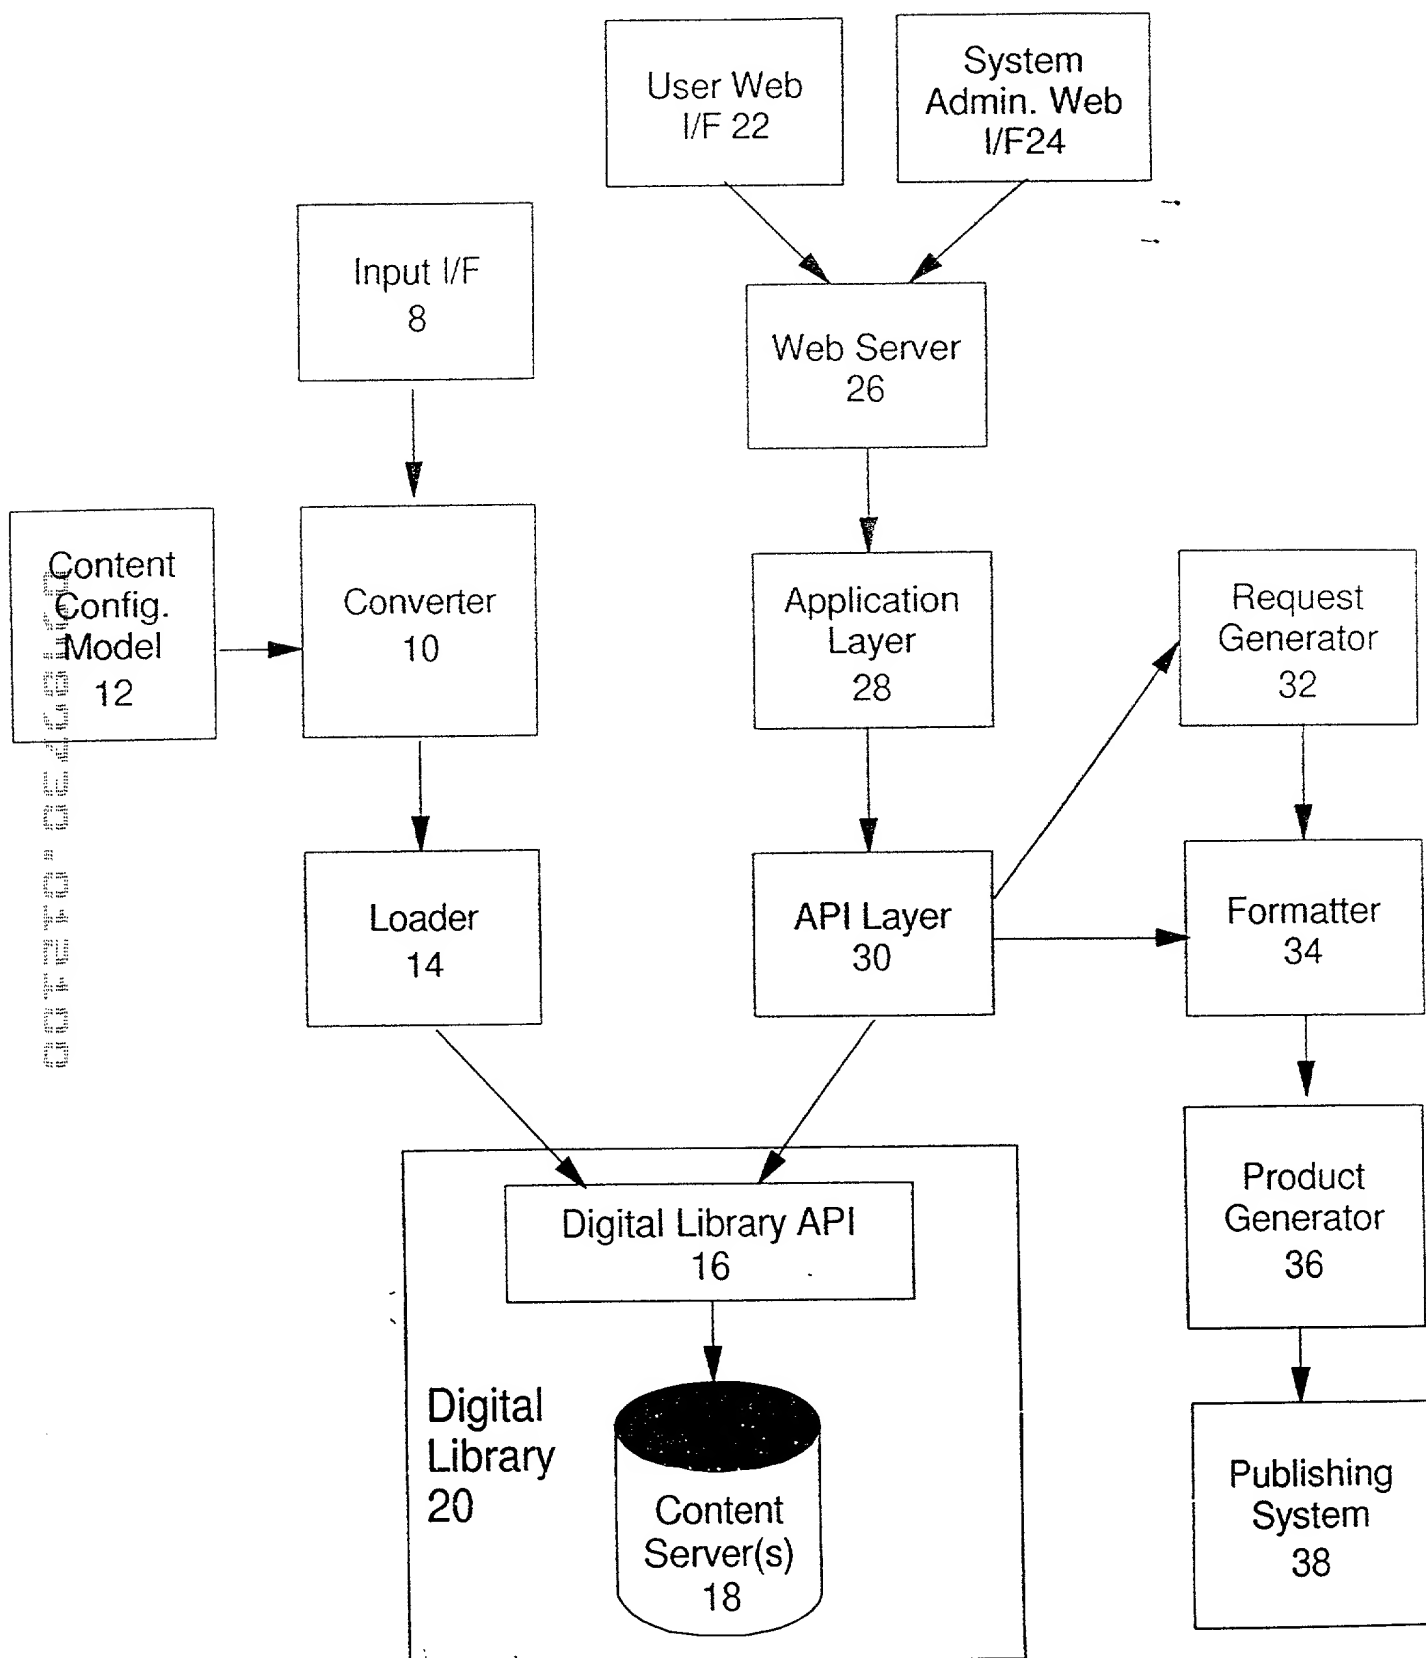 User Web
I/F 22
System
Admin. Web
I/F24
Input I/F
8
Web Server
26
Content
Config.
Model
12
Converter
10
Application
Layer
28
Request
Generator
32
Loader
14
API Layer
30
Formatter
34
Digital Library API
16
Product
Generator
36
Digital
Library
20
Content
Server(s)
18
Publishing
System
38